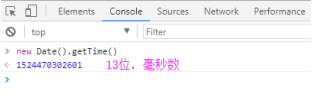 Elements Console Sources Network Performance
top Filter
> new Date().getTime()
< 1524470302601 13位，毫秒数
>